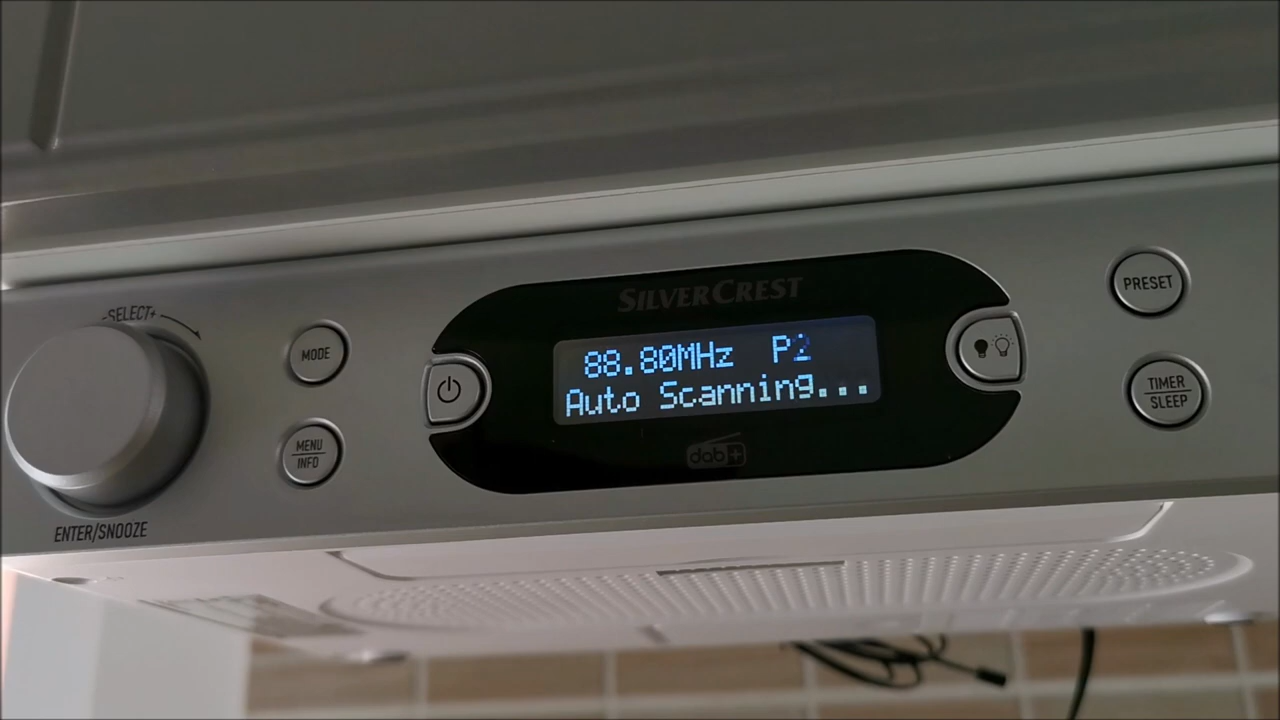 -SELECT+
MODE
MENU
INFO
ENTER/SNOOZE
SILVERCREST
88.80MHz P2
Auto Scanning...
dab+
PRESET
TIMER
SLEEP